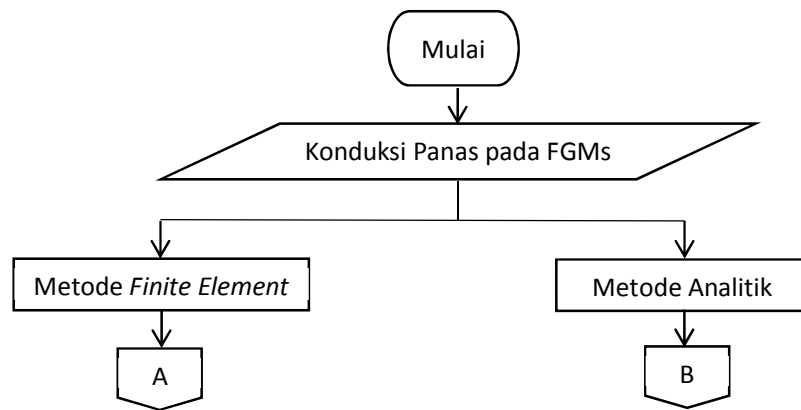 Mulai
Konduksi Panas pada FGMs
Metode Finite Element
Metode Analitik
A
B